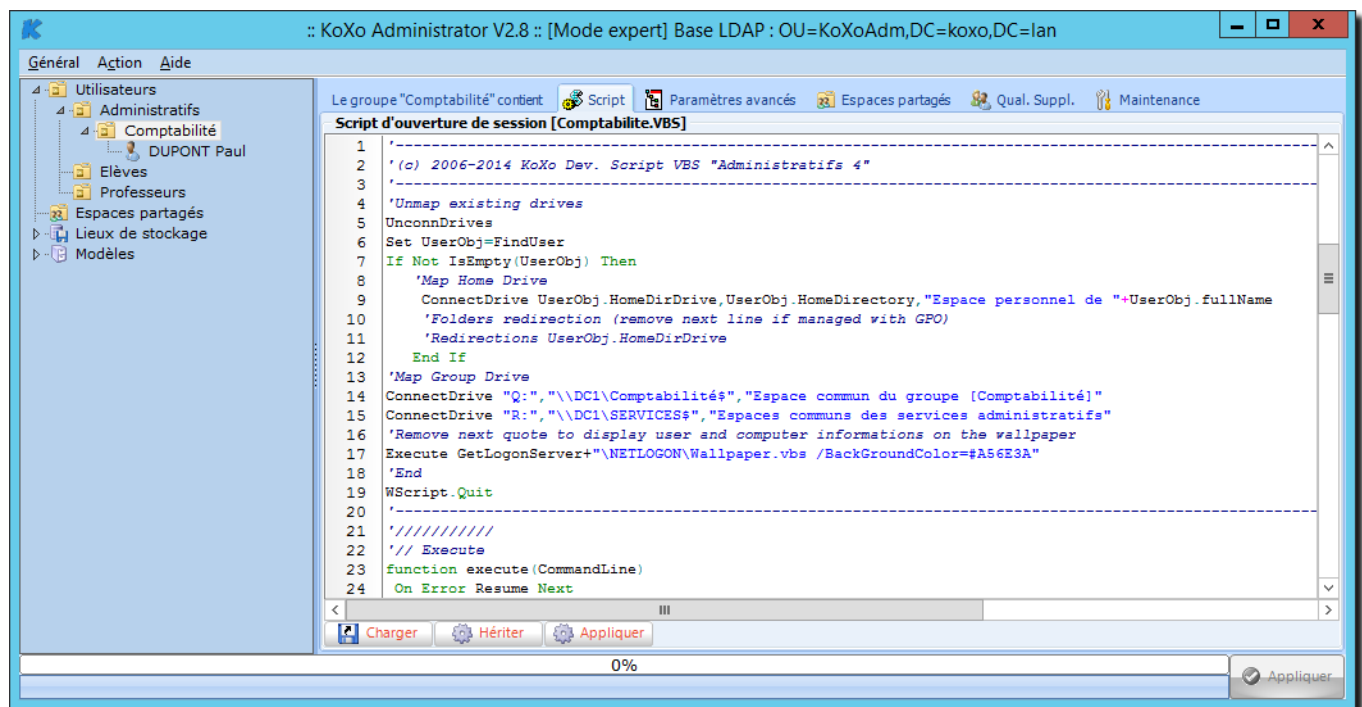 :: KoXo Administrator V2.8 :: [Mode expert] Base LDAP : OU=KoXoAdm,DC=koxo,DC=lan
Général Action Aide
Utilisateurs
Administratifs
Comptabilité
DUPONT Paul
Elèves
Professeurs
Espaces partagés
Lieux de stockage
Modèles
Le groupe "Comptabilité" contient Script Paramètres avancés Espaces partagés Qual. Suppl. Maintenance
Script d'ouverture de session [Comptabilite.VBS]
1 '-----------------------------------------------------------------------------------------
2 '(c) 2006-2014 KoXo Dev. Script VBS "Administratifs 4"
3 '-----------------------------------------------------------------------------------------
4 'Unmap existing drives
5 UnconnDrives
6 Set UserObj=FindUser
7 If Not IsEmpty(UserObj) Then
8 'Map Home Drive
9 ConnectDrive UserObj.HomeDirDrive,UserObj.HomeDirectory,"Espace personnel de "+UserObj.fullName
10 'Folders redirection (remove next line if managed with GPO)
11 'Redirections UserObj.HomeDirDrive
12 End If
13 'Map Group Drive
14 ConnectDrive "Q:","\\DC1\Comptabilité$","Espace commun du groupe [Comptabilité]"
15 ConnectDrive "R:","\\DC1\SERVICES$","Espaces communs des services administratifs"
16 'Remove next quote to display user and computer informations on the wallpaper
17 Execute GetLogonServer+"\NETLOGON\Wallpaper.vbs /BackGroundColor=#A56E3A"
18 'End
19 WScript.Quit
20 '-----------------------------------------------------------------------------------------
21 '///////////
22 '// Execute
23 function execute(CommandLine)
24 On Error Resume Next
Charger Hériter Appliquer
0%
Appliquer